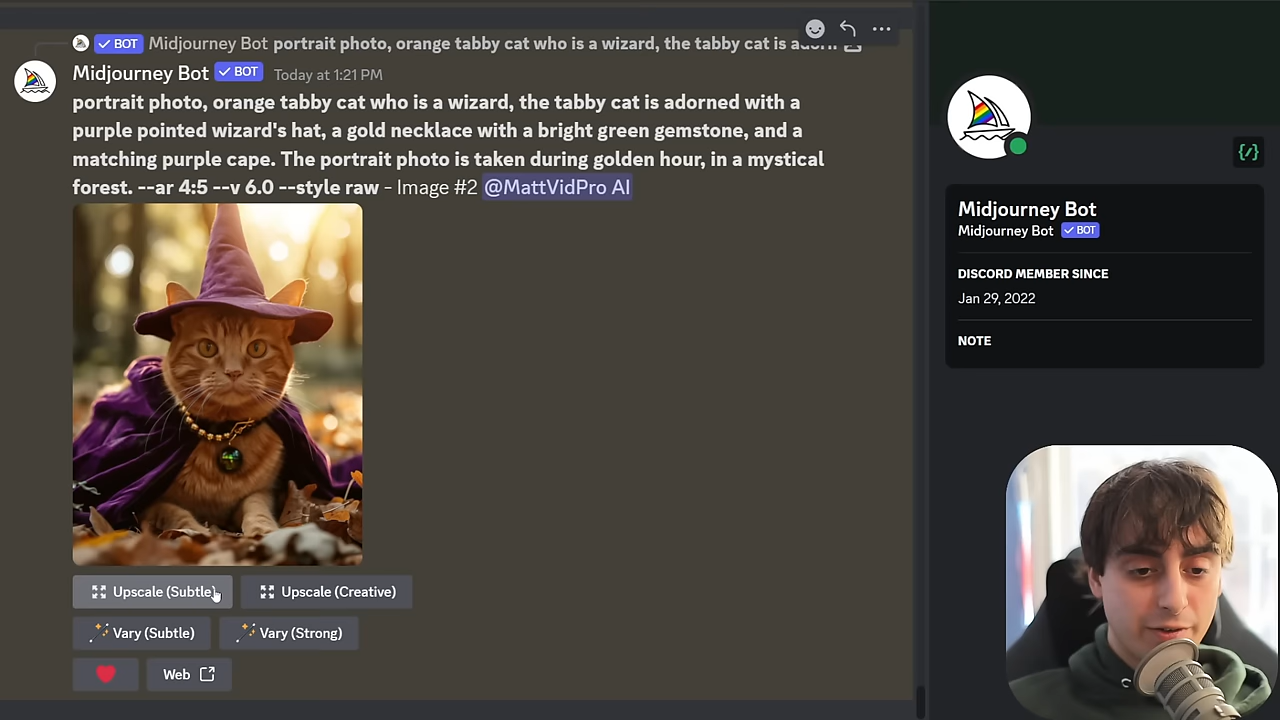 BOT Midjourney Bot portrait photo, orange tabby cat who is a wizard, the tabby cat is
Midjourney Bot BOT Today at 1:21 PM
portrait photo, orange tabby cat who is a wizard, the tabby cat is adorned with a
purple pointed wizard's hat, a gold necklace with a bright green gemstone, and a
matching purple cape. The portrait photo is taken during golden hour, in a mystical
forest. --ar 4:5 --v 6.0 --style raw - Image #2 @MattVidPro AI
Upscale (Subtle) Upscale (Creative)
Vary (Subtle) Vary (Strong)
Web
{/}
Midjourney Bot
Midjourney Bot BOT
DISCORD MEMBER SINCE
Jan 29, 2022
NOTE